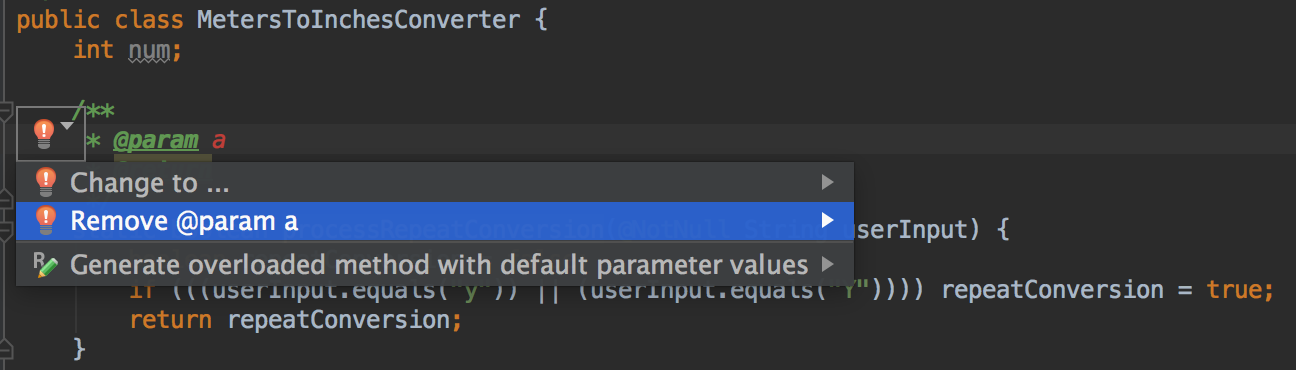 public class MetersToInchesConverter {
int num;
/**
* @param a
Change to ...
Remove @param a
processRepeatConversion(@NotNull String userInput) {
Generate overloaded method with default parameter values
if (((userInput.equals("y")) || (userInput.equals("Y")))) repeatConversion = true;
return repeatConversion;
}